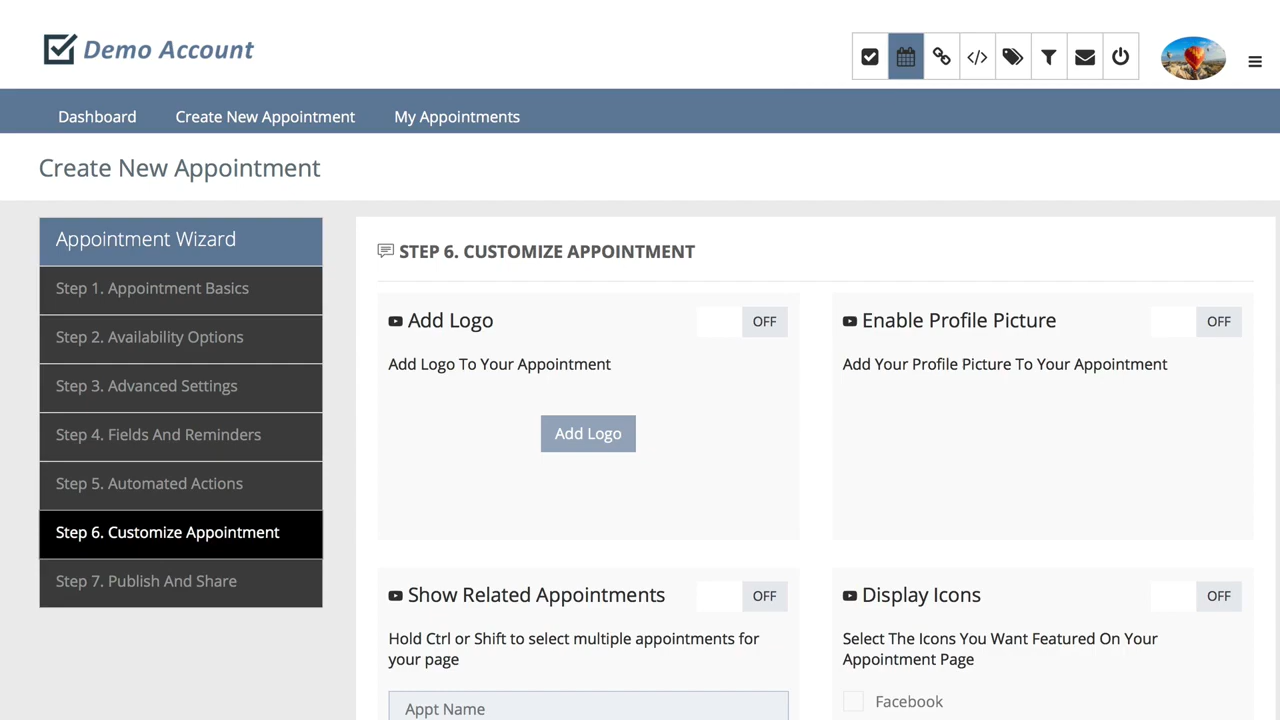 Demo Account
Dashboard
Create New Appointment
My Appointments
Create New Appointment
Appointment Wizard
Step 1. Appointment Basics
Step 2. Availability Options
Step 3. Advanced Settings
Step 4. Fields And Reminders
Step 5. Automated Actions
Step 6. Customize Appointment
Step 7. Publish And Share
STEP 6. CUSTOMIZE APPOINTMENT
Add Logo
OFF
Add Logo To Your Appointment
Add Logo
Enable Profile Picture
OFF
Add Your Profile Picture To Your Appointment
Show Related Appointments
OFF
Hold Ctrl or Shift to select multiple appointments for
your page
Appt Name
Display Icons
OFF
Select The Icons You Want Featured On Your
Appointment Page
Facebook